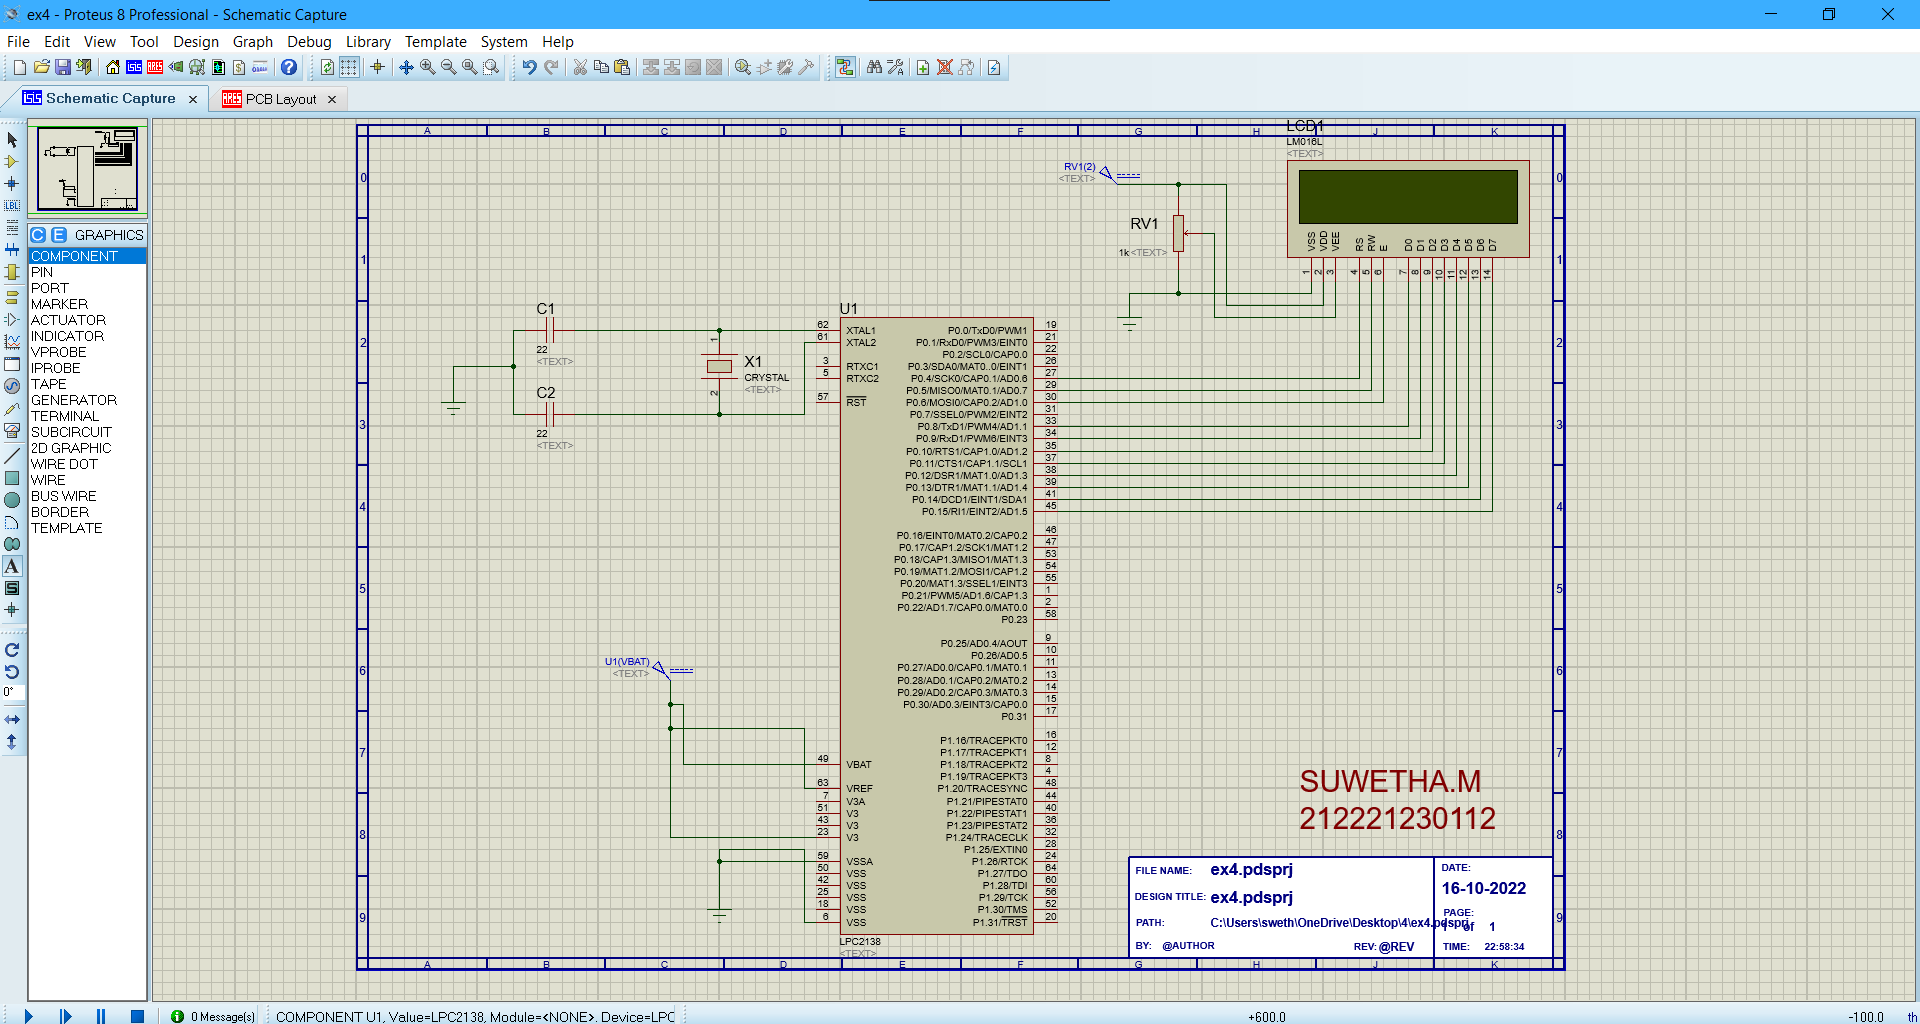 ex4 - Proteus 8 Professional - Schematic Capture
File Edit View Tool Design Graph Debug Library Template System Help
Schematic Capture
PCB Layout
C E GRAPHICS
COMPONENT
PIN
PORT
MARKER
ACTUATOR
INDICATOR
VPROBE
IPROBE
TAPE
GENERATOR
TERMINAL
SUBCIRCUIT
2D GRAPHIC
WIRE DOT
WIRE
BUS WIRE
BORDER
TEMPLATE
0°
A B C D E F G H J K
0 1 2 3 4 5 6 7 8 9
LCD1
LM016L
<TEXT>
VSS VDD VEE RS RW E D0 D1 D2 D3 D4 D5 D6 D7
1 2 3 4 5 6 7 8 9 10 11 12 13 14
RV1(2)
<TEXT>
RV1
1k <TEXT>
C1
22
<TEXT>
C2
22
<TEXT>
1
X1
CRYSTAL
<TEXT>
2
U1
62 XTAL1
61 XTAL2
3 RTXC1
5 RTXC2
57 RST
U1(VBAT)
<TEXT>
49 VBAT
63 VREF
7 V3A
51 V3
43 V3
23 V3
59 VSSA
50 VSS
42 VSS
25 VSS
18 VSS
6 VSS
P0.0/TxD0/PWM1 19
P0.1/RxD0/PWM3/EINT0 21
P0.2/SCL0/CAP0.0 22
P0.3/SDA0/MAT0..0/EINT1 26
P0.4/SCK0/CAP0.1/AD0.6 27
P0.5/MISO0/MAT0.1/AD0.7 29
P0.6/MOSI0/CAP0.2/AD1.0 30
P0.7/SSEL0/PWM2/EINT2 31
P0.8/TxD1/PWM4/AD1.1 33
P0.9/RxD1/PWM6/EINT3 34
P0.10/RTS1/CAP1.0/AD1.2 35
P0.11/CTS1/CAP1.1/SCL1 37
P0.12/DSR1/MAT1.0/AD1.3 38
P0.13/DTR1/MAT1.1/AD1.4 39
P0.14/DCD1/EINT1/SDA1 41
P0.15/RI1/EINT2/AD1.5 45
P0.16/EINT0/MAT0.2/CAP0.2 46
P0.17/CAP1.2/SCK1/MAT1.2 47
P0.18/CAP1.3/MISO1/MAT1.3 53
P0.19/MAT1.2/MOSI1/CAP1.2 54
P0.20/MAT1.3/SSEL1/EINT3 55
P0.21/PWM5/AD1.6/CAP1.3 1
P0.22/AD1.7/CAP0.0/MAT0.0 2
P0.23 58
P0.25/AD0.4/AOUT 9
P0.26/AD0.5 10
P0.27/AD0.0/CAP0.1/MAT0.1 11
P0.28/AD0.1/CAP0.2/MAT0.2 13
P0.29/AD0.2/CAP0.3/MAT0.3 14
P0.30/AD0.3/EINT3/CAP0.0 15
P0.31 17
P1.16/TRACEPKT0 16
P1.17/TRACEPKT1 12
P1.18/TRACEPKT2 8
P1.19/TRACEPKT3 4
P1.20/TRACESYNC 48
P1.21/PIPESTAT0 44
P1.22/PIPESTAT1 40
P1.23/PIPESTAT2 36
P1.24/TRACECLK 32
P1.25/EXTIN0 28
P1.26/RTCK 24
P1.27/TDO 64
P1.28/TDI 60
P1.29/TCK 56
P1.30/TMS 52
P1.31/TRST 20
LPC2138
<TEXT>
SUWETHA.M
212221230112
FILE NAME: ex4.pdsprj
DESIGN TITLE: ex4.pdsprj
PATH: C:\Users\sweth\OneDrive\Desktop\4\ex4.pdsprj
BY: @AUTHOR REV: @REV
DATE:
16-10-2022
PAGE:
1 of 1
TIME: 22:58:34
A B C D E F G H J K
0 Message(s) COMPONENT U1, Value=LPC2138, Module=<NONE>. Device=LPC +600.0 -100.0 th